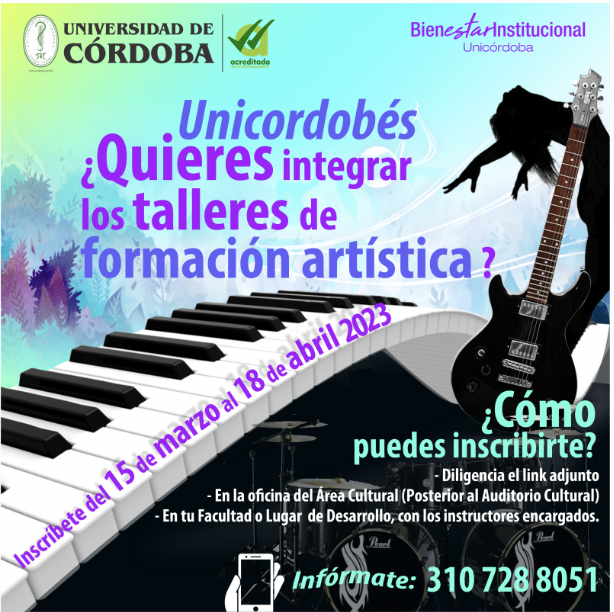 UNIVERSIDAD DE
CÓRDOBA
acreditada
BienestarInstitucional
Unicórdoba
Unicordobés
¿Quieres integrar
los talleres de
formación artística ?
Inscríbete del 15 de marzo al 18 de abril 2023
¿Cómo
puedes inscribirte?
- Diligencia el link adjunto
- En la oficina del Área Cultural (Posterior al Auditorio Cultural)
- En tu Facultad o Lugar de Desarrollo, con los instructores encargados.
Pearl
Pearl
Infórmate: 310 728 8051